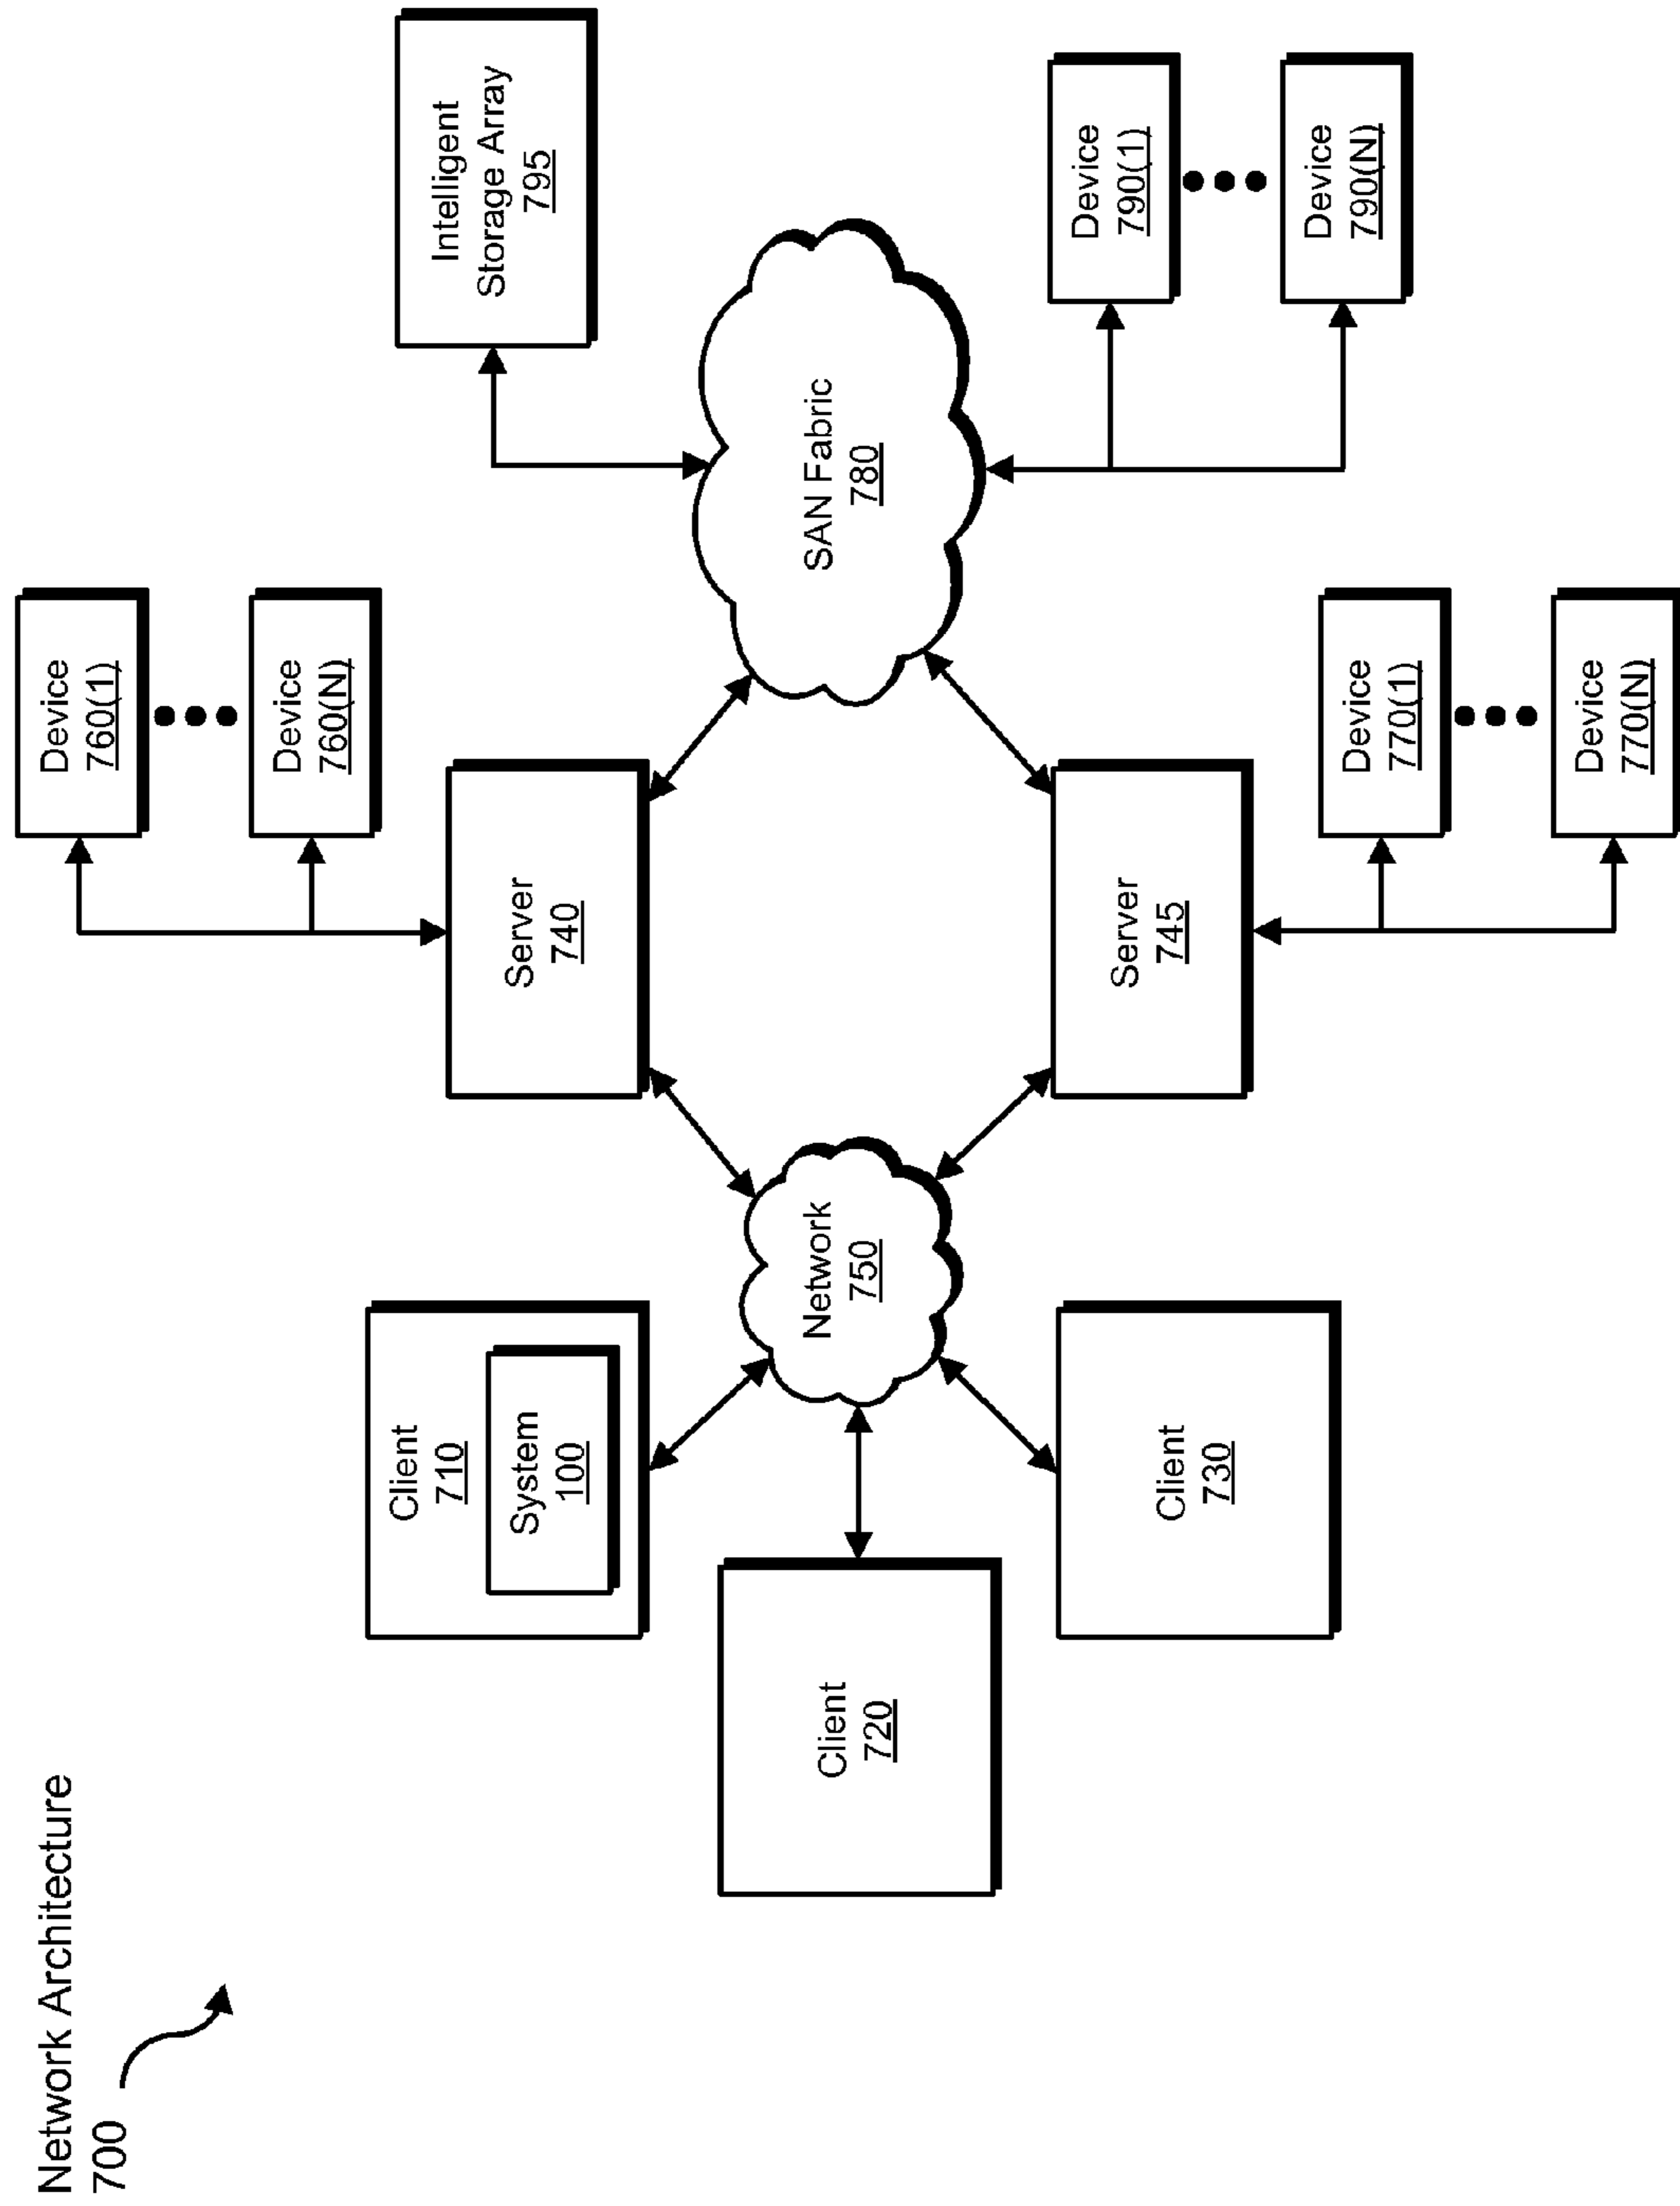 Network Architecture
700
Client
710
System
100
Client
720
Client
730
Network
750
Server
740
Server
745
Device
760(1)
Device
760(N)
Device
770(1)
Device
770(N)
SAN Fabric
780
Intelligent
Storage Array
795
Device
790(1)
Device
790(N)